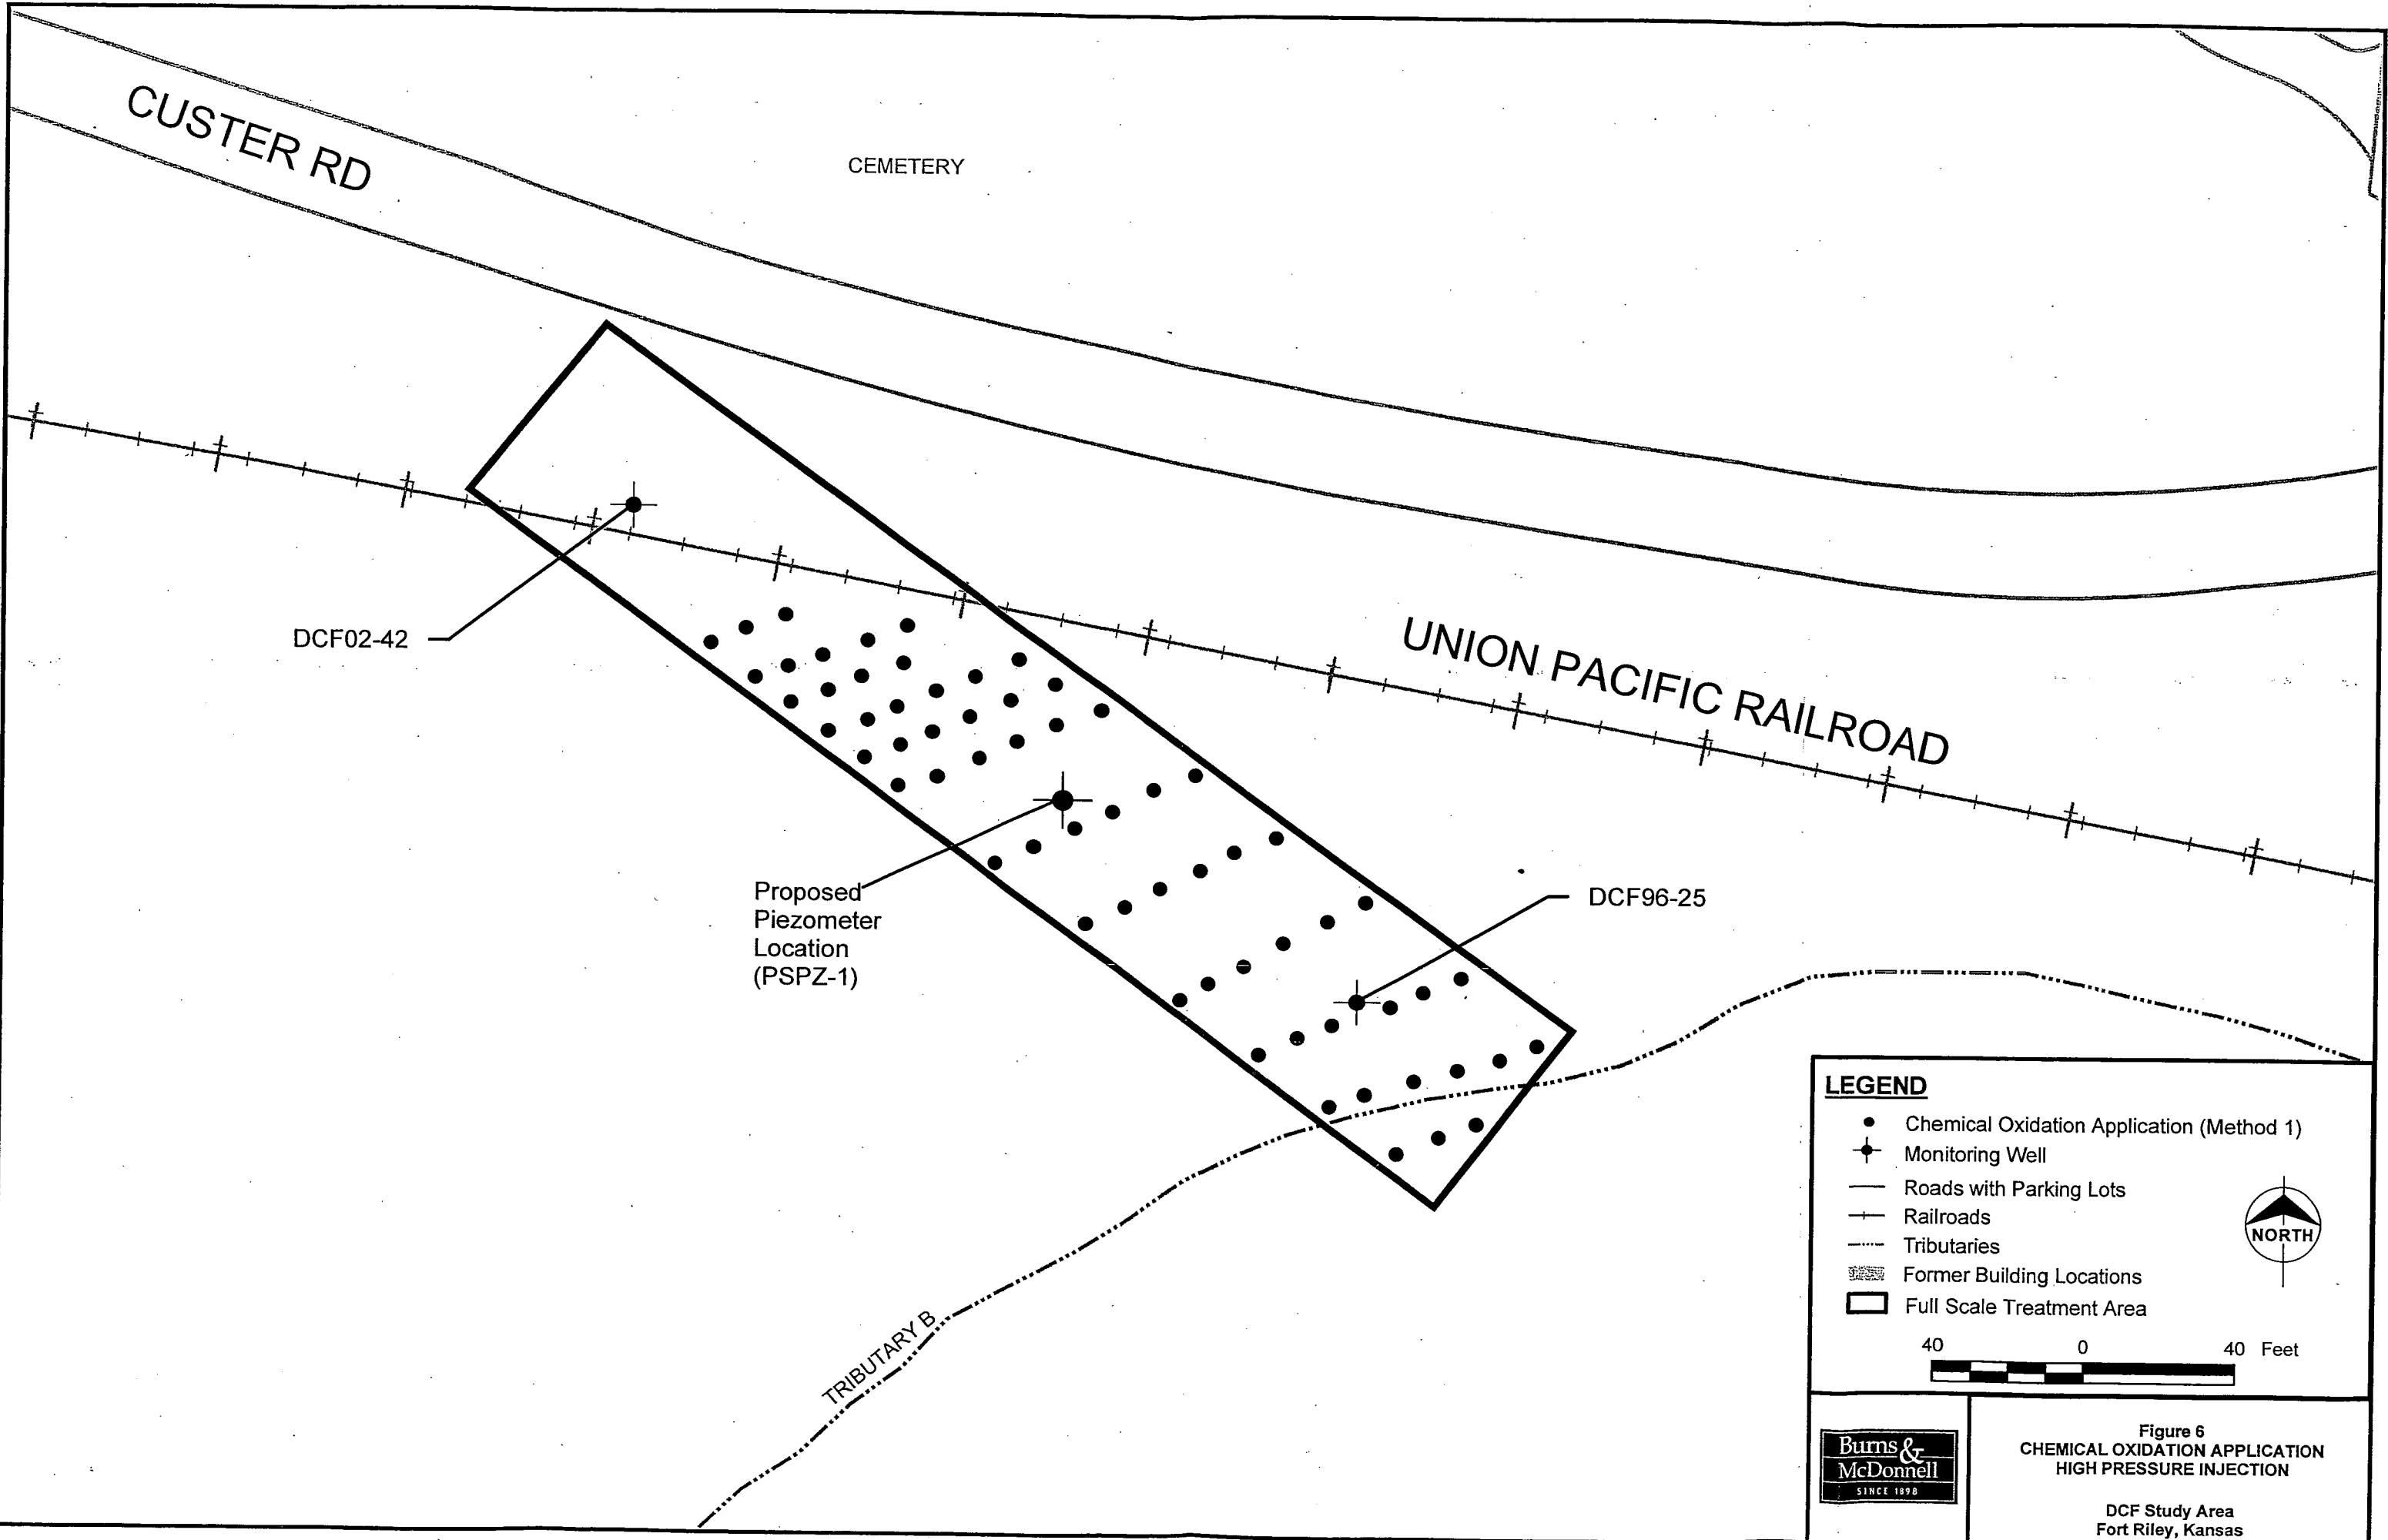 CUSTER RD
CEMETERY
UNION PACIFIC RAILROAD
DCF02-42
Proposed
Piezometer
Location
(PSPZ-1)
DCF96-25
TRIBUTARY B
LEGEND
Chemical Oxidation Application (Method 1)
Monitoring Well
Roads with Parking Lots
Railroads
Tributaries
Former Building Locations
Full Scale Treatment Area
NORTH
40 0 40 Feet
Burns &
McDonnell
SINCE 1898
Figure 6
CHEMICAL OXIDATION APPLICATION
HIGH PRESSURE INJECTION
DCF Study Area
Fort Riley, Kansas